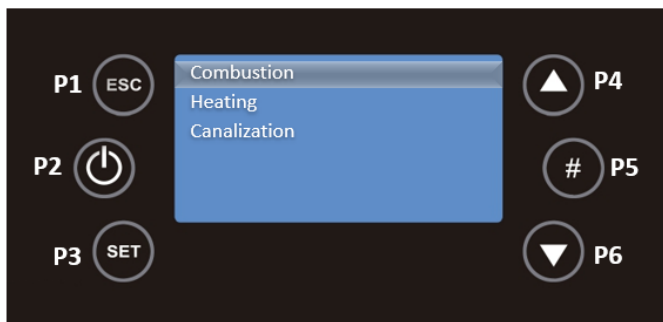 P1 ESC
Combustion
P4
Heating
Canalization
P2
# P5
P3 SET
P6